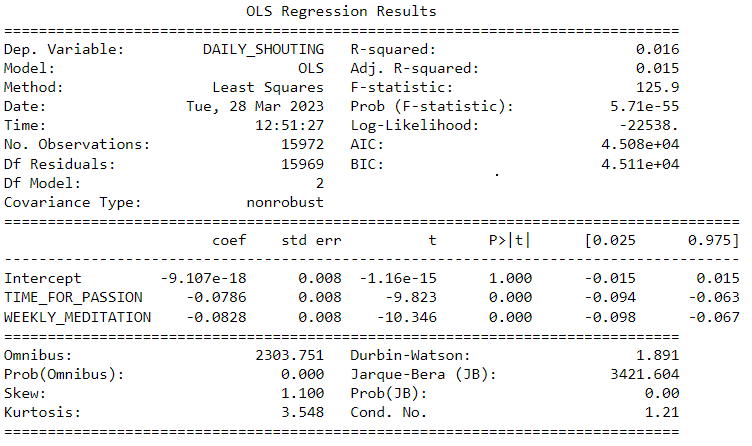 OLS Regression Results
==============================================================================
Dep. Variable:         DAILY_SHOUTING   R-squared:                       0.016
Model:                            OLS   Adj. R-squared:                  0.015
Method:                 Least Squares   F-statistic:                     125.9
Date:                Tue, 28 Mar 2023   Prob (F-statistic):           5.71e-55
Time:                        12:51:27   Log-Likelihood:                -22538.
No. Observations:               15972   AIC:                         4.508e+04
Df Residuals:                   15969   BIC:                         4.511e+04
Df Model:                           2
Covariance Type:            nonrobust
=====================================================================================
                        coef    std err          t      P>|t|      [0.025      0.975]
-------------------------------------------------------------------------------------
Intercept         -9.107e-18      0.008  -1.16e-15      1.000      -0.015       0.015
TIME_FOR_PASSION     -0.0786      0.008     -9.823      0.000      -0.094      -0.063
WEEKLY_MEDITATION    -0.0828      0.008    -10.346      0.000      -0.098      -0.067
==============================================================================
Omnibus:                     2303.751   Durbin-Watson:                   1.891
Prob(Omnibus):                  0.000   Jarque-Bera (JB):             3421.604
Skew:                           1.100   Prob(JB):                         0.00
Kurtosis:                       3.548   Cond. No.                         1.21
==============================================================================